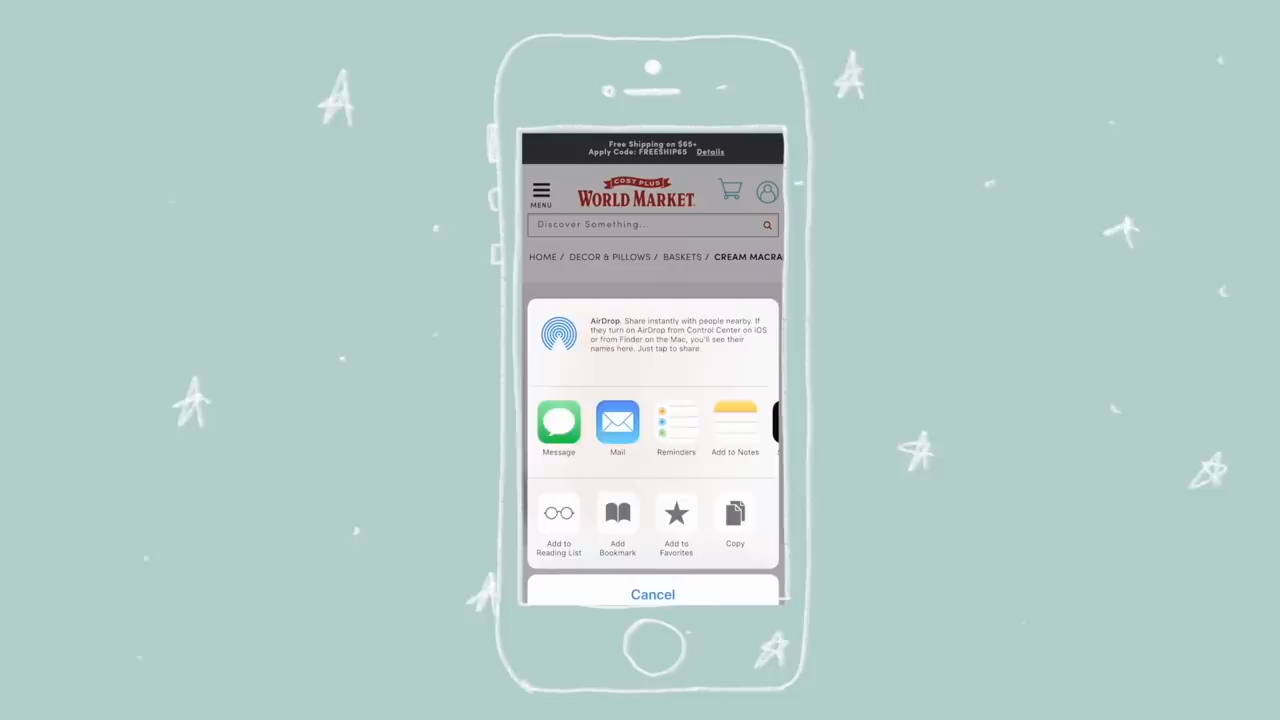 Free Shipping on $65+
Apply Code: FREESHIP65 Details
MENU
COST PLUS
WORLD MARKET
Discover Something...
HOME / DECOR & PILLOWS / BASKETS / CREAM MACRA
AirDrop. Share instantly with people nearby. If
they turn on AirDrop from Control Center on iOS
or from Finder on the Mac, you'll see their
names here. Just tap to share.
Message Mail Reminders Add to Notes
Add to
Reading List
Add
Bookmark
Add to
Favorites
Copy
Cancel